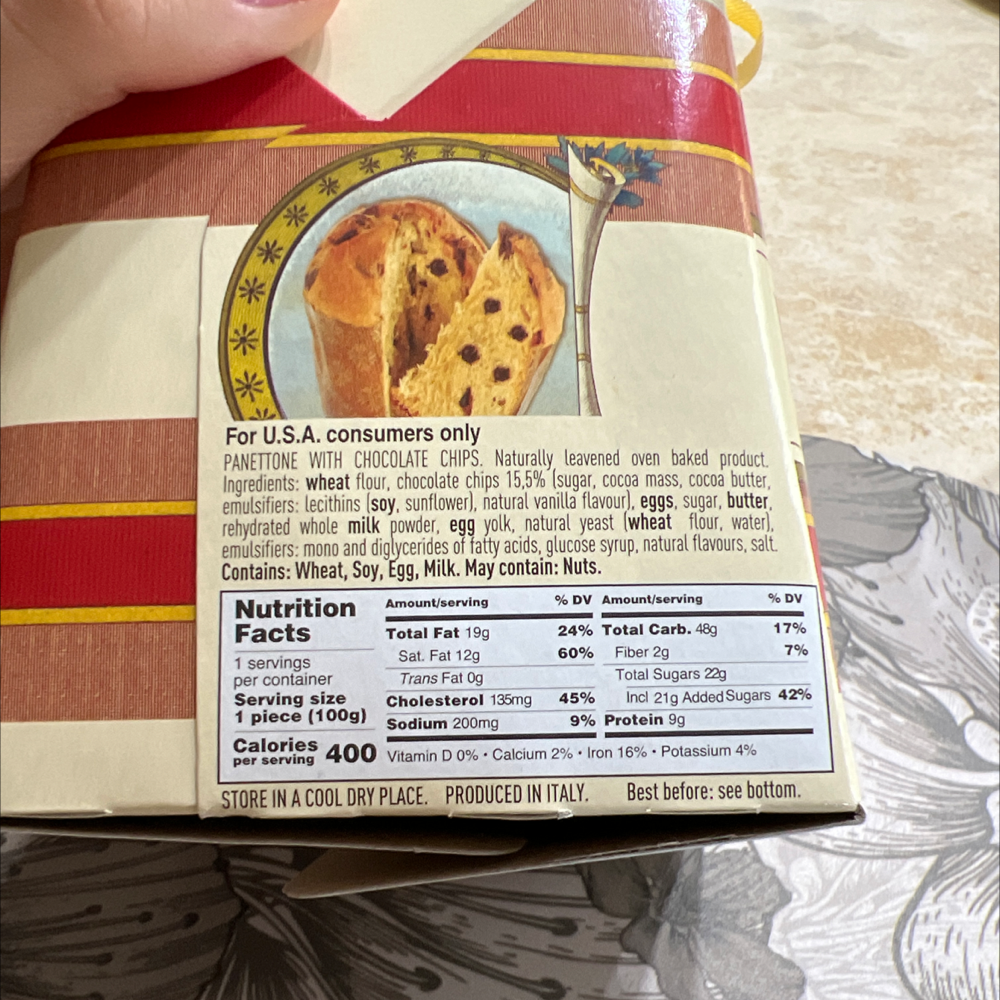 For U.S.A. consumers only
PANETTONE WITH CHOCOLATE CHIPS. Naturally leavened oven baked product.
Ingredients: wheat flour, chocolate chips 15,5% (sugar, cocoa mass, cocoa butter,
emulsifiers: lecithins (soy, sunflower), natural vanilla flavour), eggs, sugar, butter,
rehydrated whole milk powder, egg yolk, natural yeast (wheat flour, water),
emulsifiers: mono and diglycerides of fatty acids, glucose syrup, natural flavours, salt.
Contains: Wheat, Soy, Egg, Milk. May contain: Nuts.
Nutrition
Facts
1 servings
per container
Serving size
1 piece (100g)
Calories
per serving 400
Amount/serving % DV
Total Fat 19g 24%
Sat. Fat 12g 60%
Trans Fat 0g
Cholesterol 135mg 45%
Sodium 200mg 9%
Amount/serving % DV
Total Carb. 48g 17%
Fiber 2g 7%
Total Sugars 22g
Incl 21g Added Sugars 42%
Protein 9g
Vitamin D 0% • Calcium 2% • Iron 16% • Potassium 4%
STORE IN A COOL DRY PLACE. PRODUCED IN ITALY. Best before: see bottom.